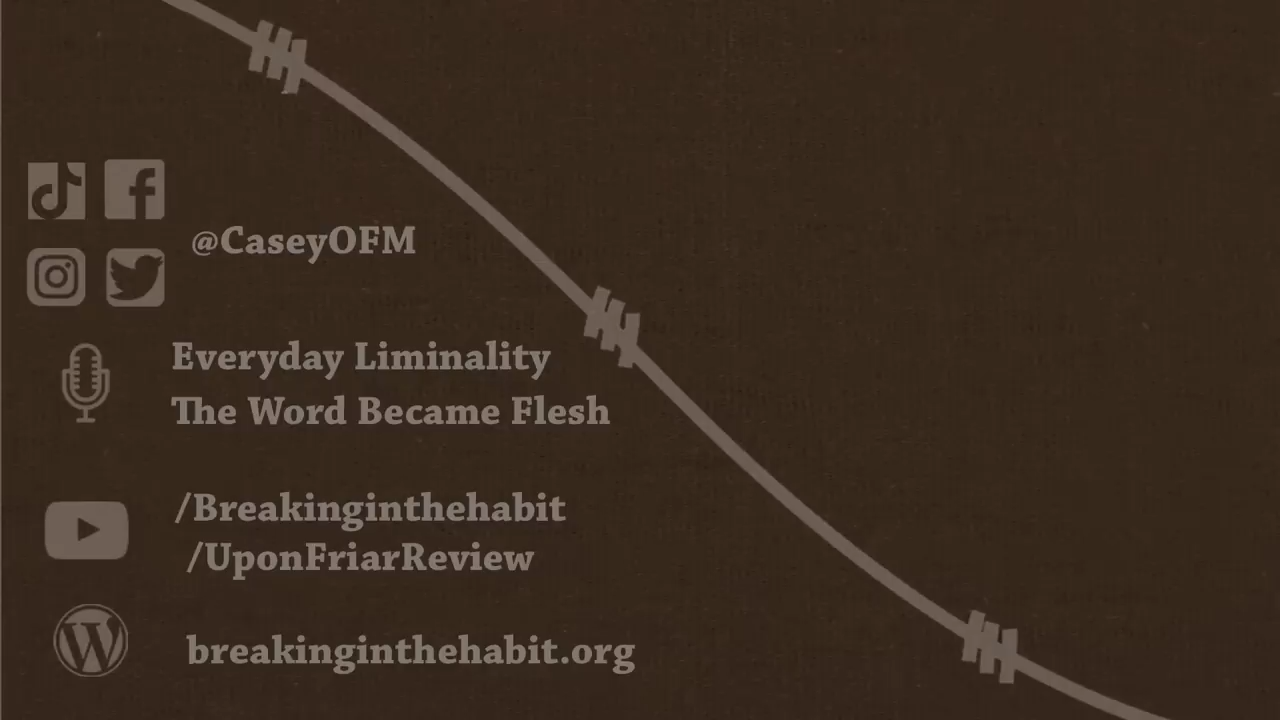 @CaseyOFM
Everyday Liminality
The Word Became Flesh
/Breakinginthehabit
/UponFriarReview
breakinginthehabit.org